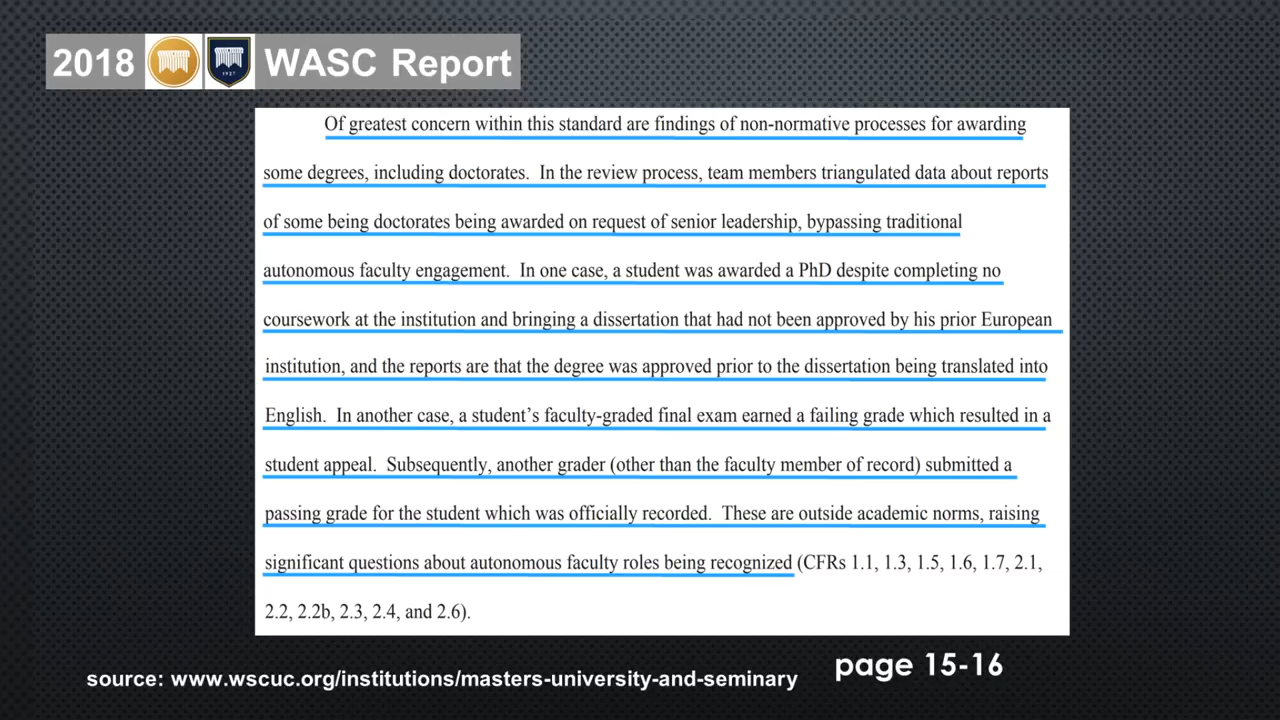 2018 WASC Report
1927
Of greatest concern within this standard are findings of non-normative processes for awarding
some degrees, including doctorates.  In the review process, team members triangulated data about reports
of some being doctorates being awarded on request of senior leadership, bypassing traditional
autonomous faculty engagement.  In one case, a student was awarded a PhD despite completing no
coursework at the institution and bringing a dissertation that had not been approved by his prior European
institution, and the reports are that the degree was approved prior to the dissertation being translated into
English.  In another case, a student’s faculty-graded final exam earned a failing grade which resulted in a
student appeal.  Subsequently, another grader (other than the faculty member of record) submitted a
passing grade for the student which was officially recorded.  These are outside academic norms, raising
significant questions about autonomous faculty roles being recognized (CFRs 1.1, 1.3, 1.5, 1.6, 1.7, 2.1,
2.2, 2.2b, 2.3, 2.4, and 2.6).
page 15-16
source: www.wscuc.org/institutions/masters-university-and-seminary